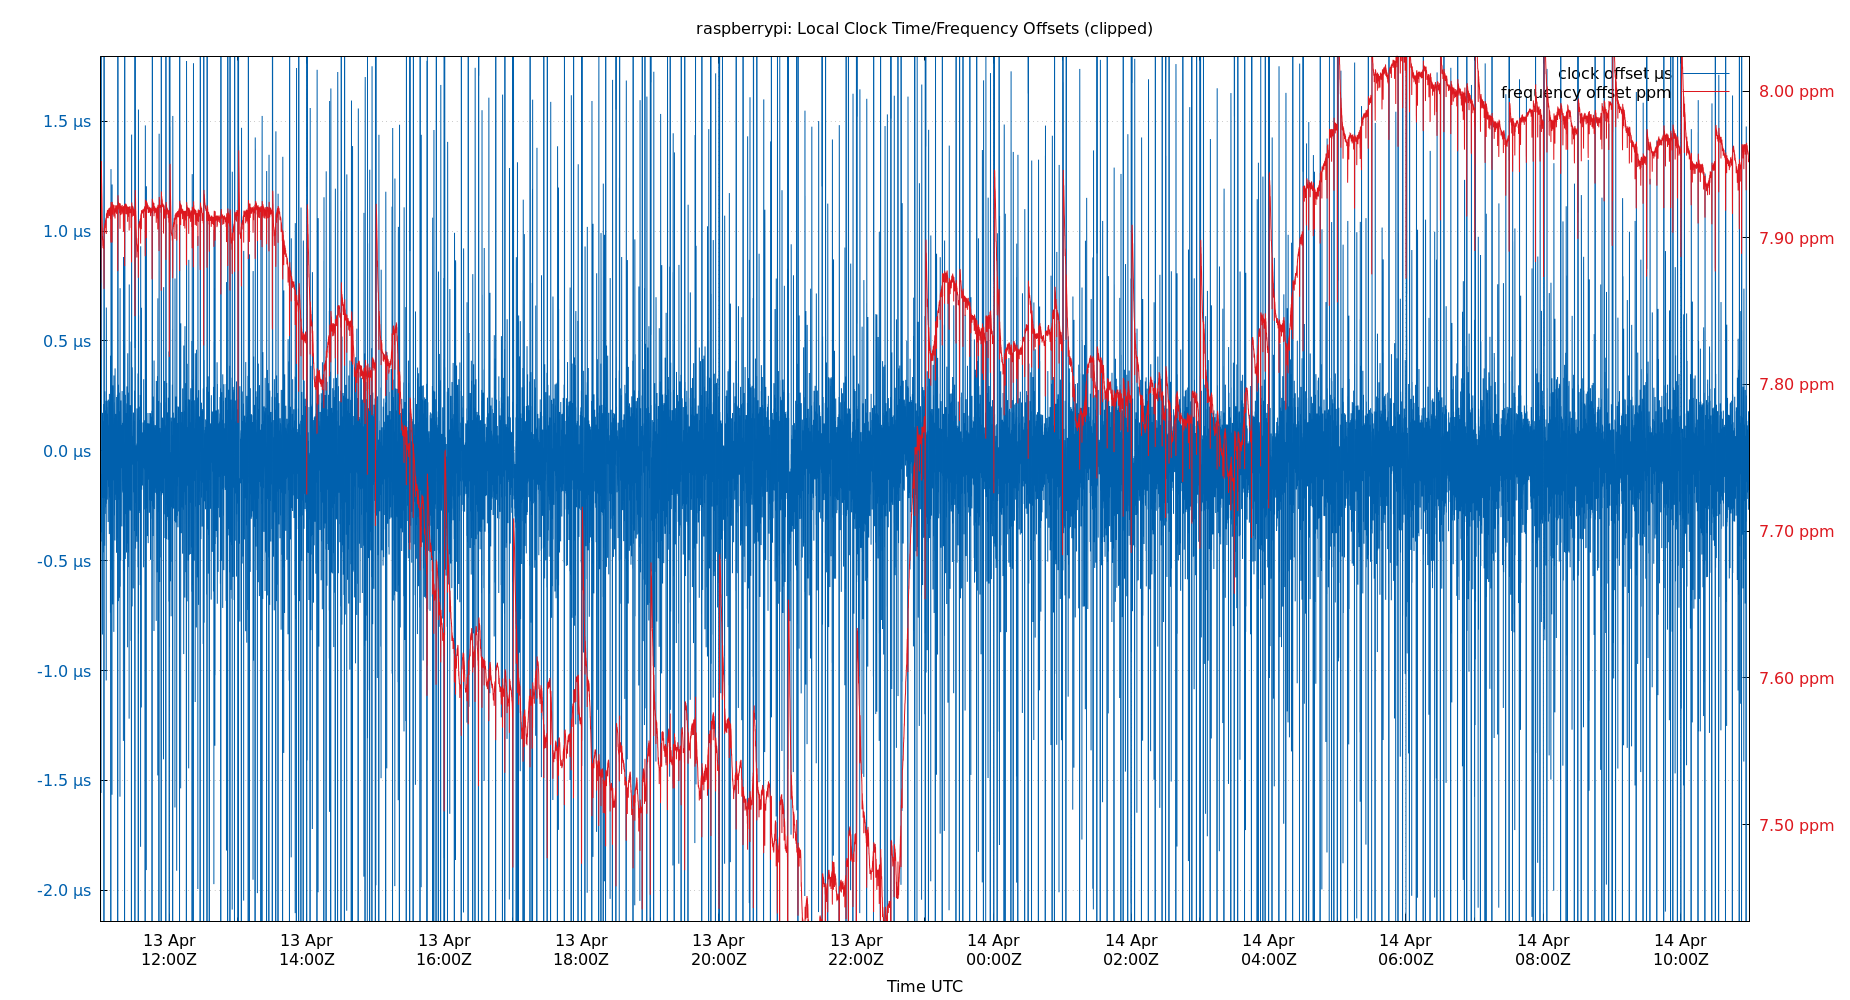 raspberrypi: Local Clock Time/Frequency Offsets (clipped)
clock offset µs
frequency offset ppm
1.5 µs
1.0 µs
0.5 µs
0.0 µs
-0.5 µs
-1.0 µs
-1.5 µs
-2.0 µs
8.00 ppm
7.90 ppm
7.80 ppm
7.70 ppm
7.60 ppm
7.50 ppm
13 Apr
12:00Z
13 Apr
14:00Z
13 Apr
16:00Z
13 Apr
18:00Z
13 Apr
20:00Z
13 Apr
22:00Z
14 Apr
00:00Z
14 Apr
02:00Z
14 Apr
04:00Z
14 Apr
06:00Z
14 Apr
08:00Z
14 Apr
10:00Z
Time UTC